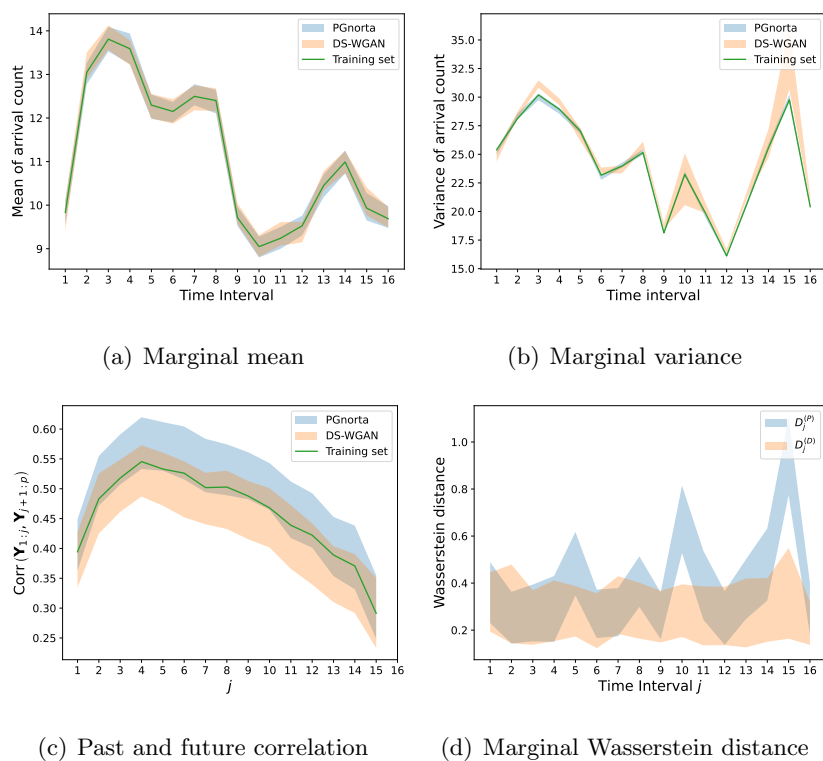 PGnorta
DS-WGAN
Training set
14
13
12
11
10
9
Mean of arrival count
1 2 3 4 5 6 7 8 9 10 11 12 13 14 15 16
Time Interval
(a) Marginal mean
PGnorta
DS-WGAN
Training set
35.0
32.5
30.0
27.5
25.0
22.5
20.0
17.5
15.0
Variance of arrival count
1 2 3 4 5 6 7 8 9 10 11 12 13 14 15 16
Time interval
(b) Marginal variance
PGnorta
DS-WGAN
Training set
0.60
0.55
0.50
0.45
0.40
0.35
0.30
0.25
Corr(Y_{1:j}, Y_{j+1:p})
1 2 3 4 5 6 7 8 9 10 11 12 13 14 15 16
j
(c) Past and future correlation
D_j^{(P)}
D_j^{(D)}
1.0
0.8
0.6
0.4
0.2
Wasserstein distance
1 2 3 4 5 6 7 8 9 10 11 12 13 14 15 16
Time Interval j
(d) Marginal Wasserstein distance